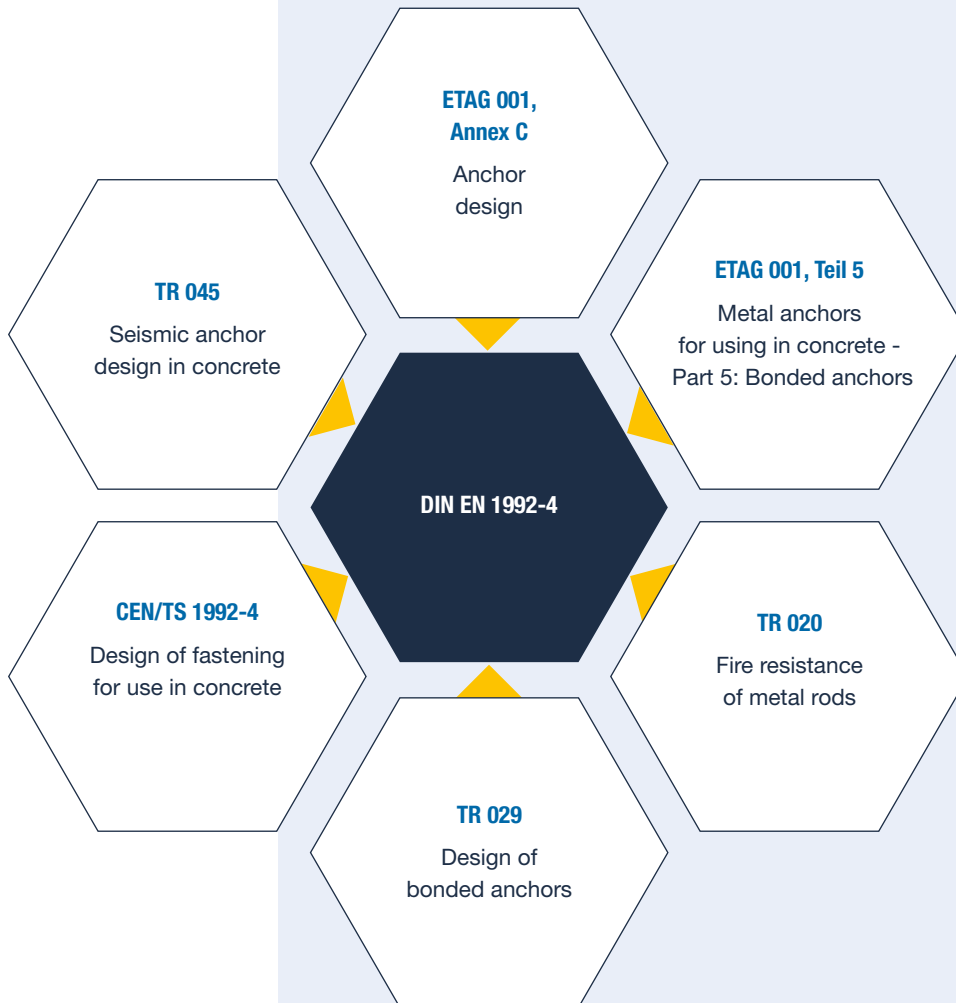 ETAG 001,
Annex C
Anchor
design
TR 045
Seismic anchor
design in concrete
ETAG 001, Teil 5
Metal anchors
for using in concrete -
Part 5: Bonded anchors
DIN EN 1992-4
CEN/TS 1992-4
Design of fastening
for use in concrete
TR 020
Fire resistance
of metal rods
TR 029
Design of
bonded anchors